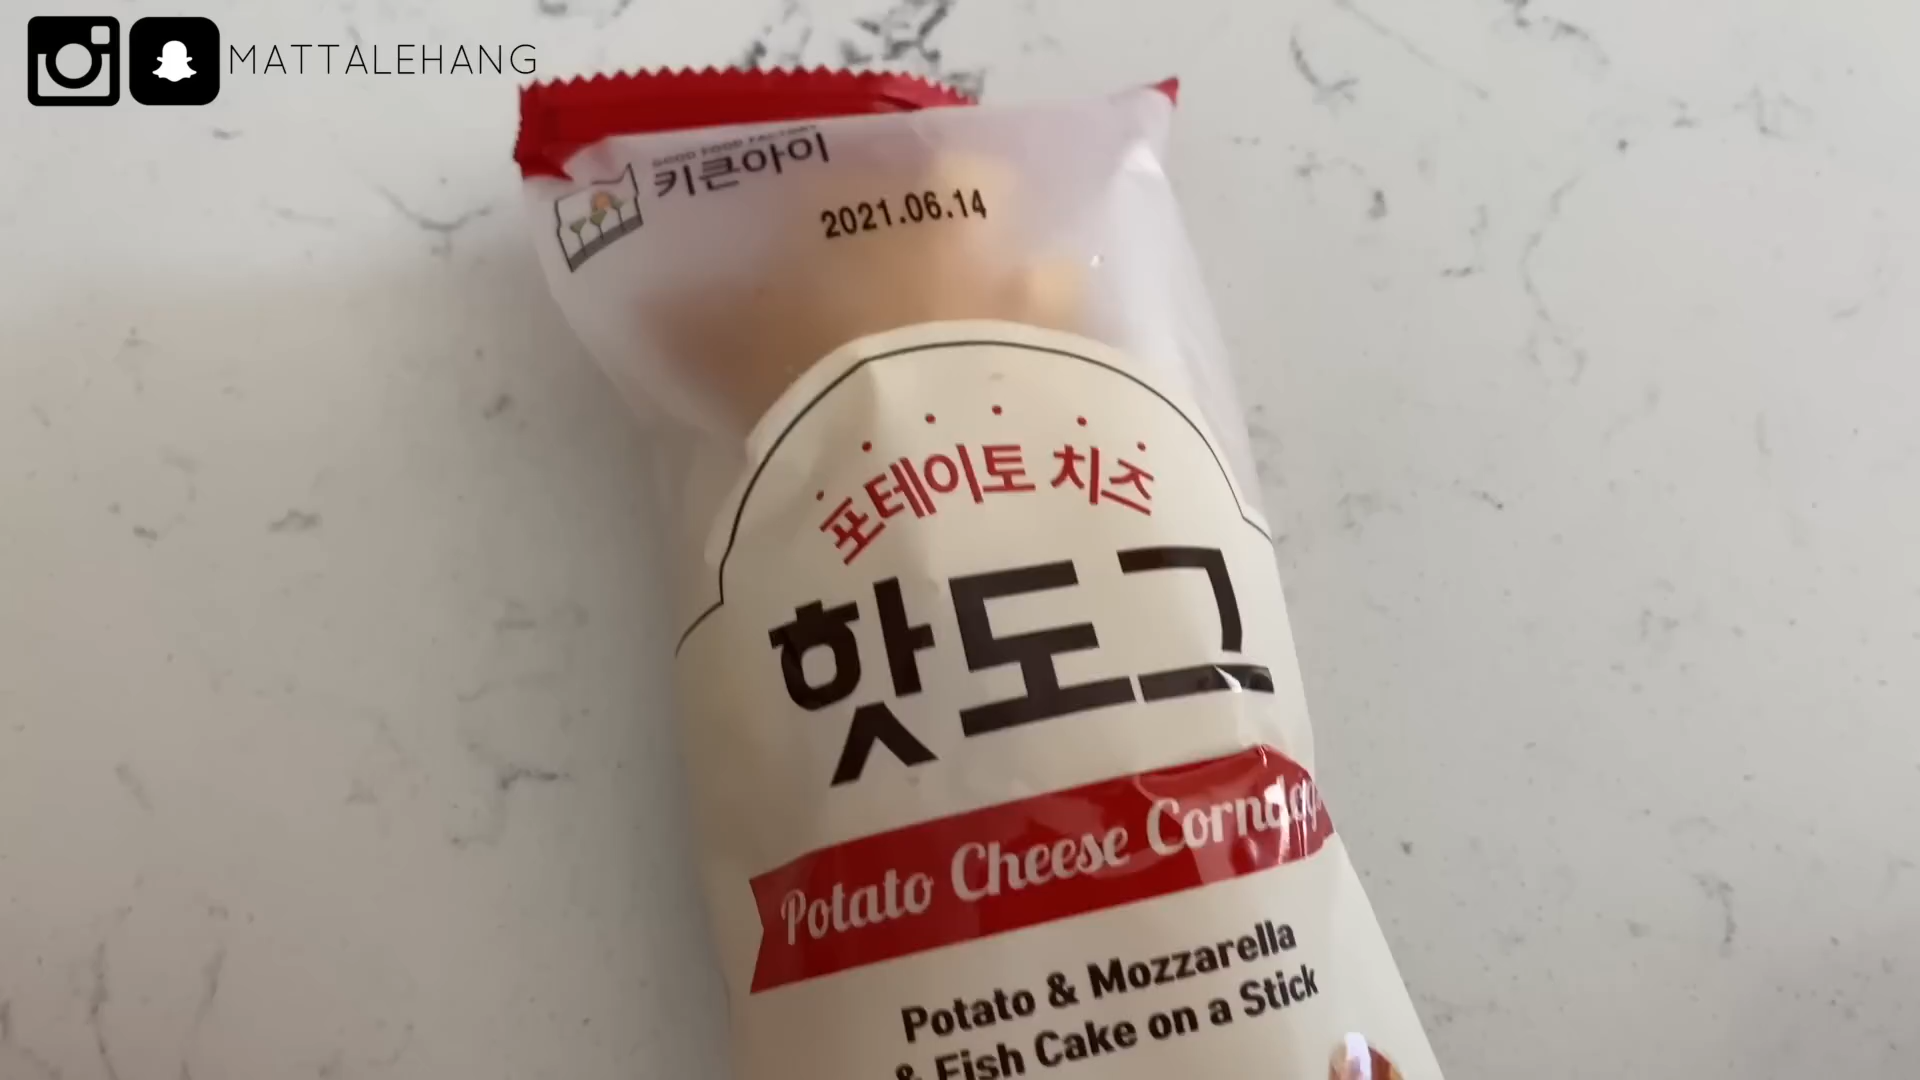 MATTALEHANG
GOOD FOOD FACTORY
키큰아이
2021.06.14
포테이토 치즈
핫도그
Potato Cheese Corndog
Potato & Mozzarella
& Fish Cake on a Stick